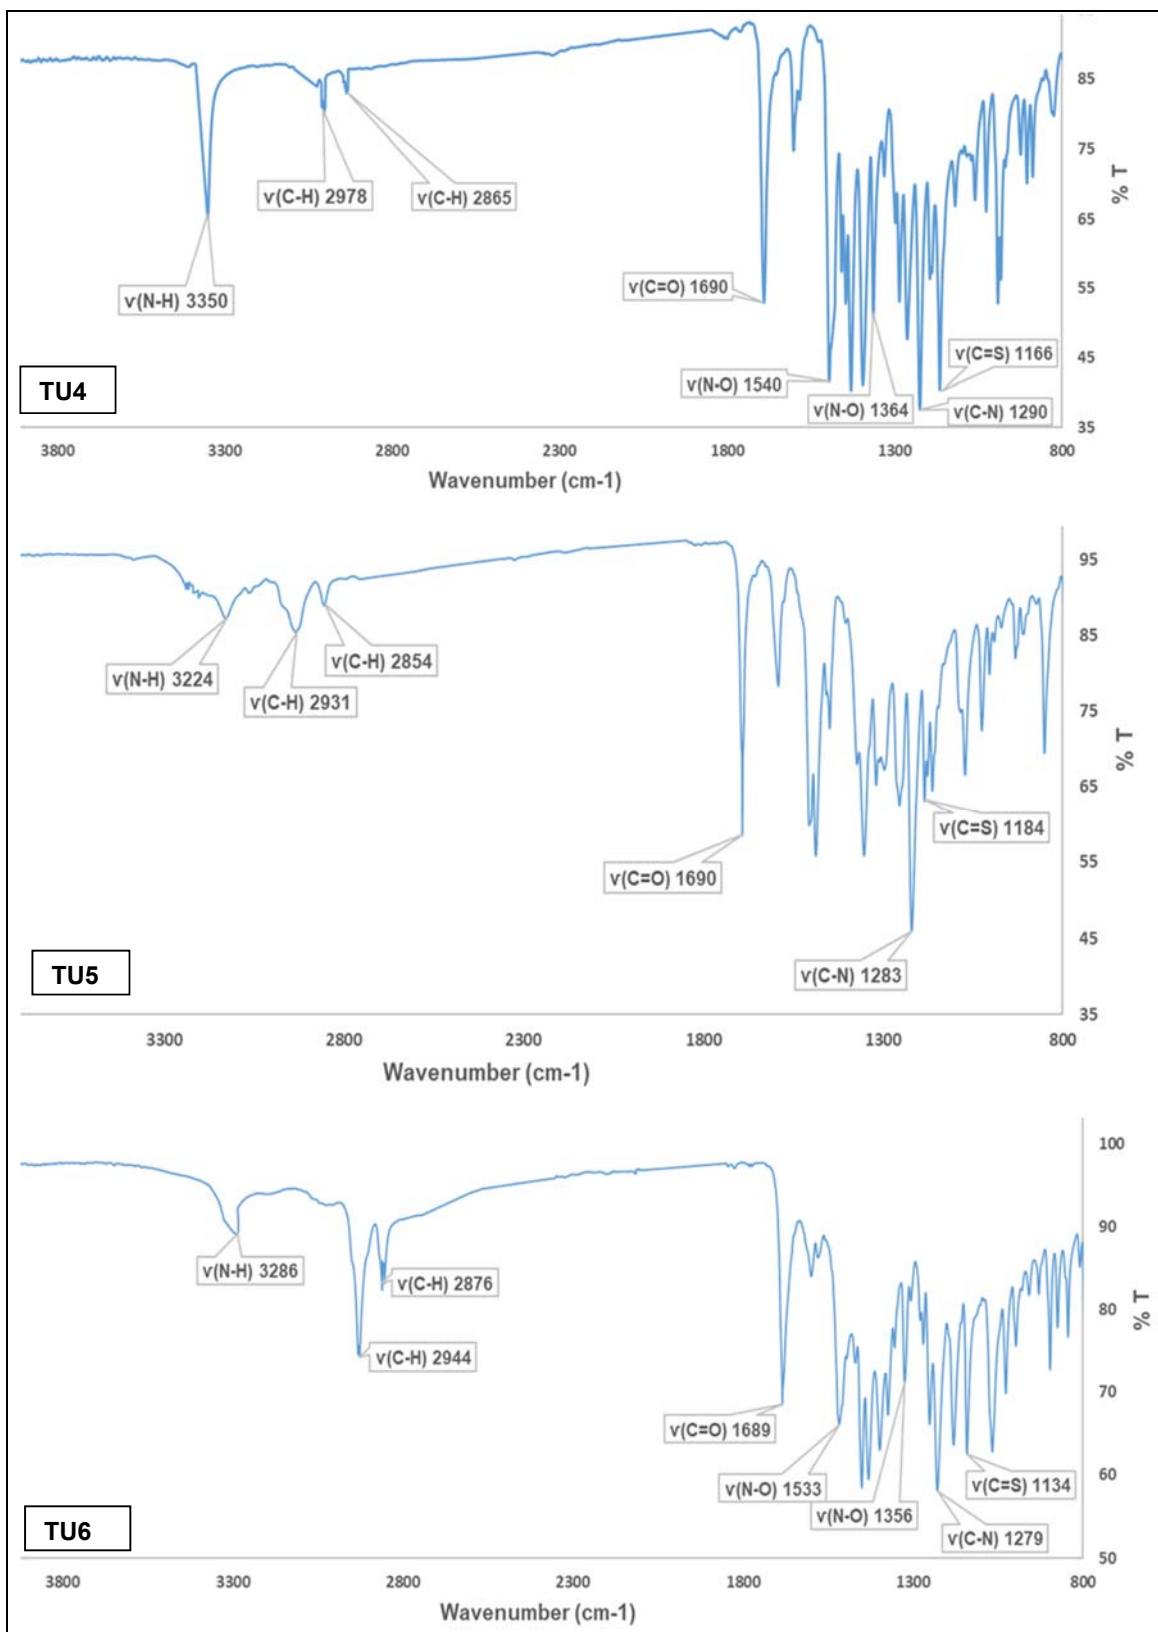 85
75
% T
65
55
45
35
ν(C-H) 2978
ν(C-H) 2865
ν(N-H) 3350
ν(C=O) 1690
ν(C=S) 1166
ν(N-O) 1540
ν(N-O) 1364
ν(C-N) 1290
TU4
3800 3300 2800 2300 1800 1300 800
Wavenumber (cm-1)
95
85
75
% T
65
55
45
35
ν(C-H) 2854
ν(N-H) 3224
ν(C-H) 2931
ν(C=S) 1184
ν(C=O) 1690
ν(C-N) 1283
TU5
3300 2800 2300 1800 1300 800
Wavenumber (cm-1)
100
90
80
% T
70
60
50
ν(N-H) 3286
ν(C-H) 2876
ν(C-H) 2944
ν(C=O) 1689
ν(N-O) 1533
ν(C=S) 1134
ν(N-O) 1356
ν(C-N) 1279
TU6
3800 3300 2800 2300 1800 1300 800
Wavenumber (cm-1)